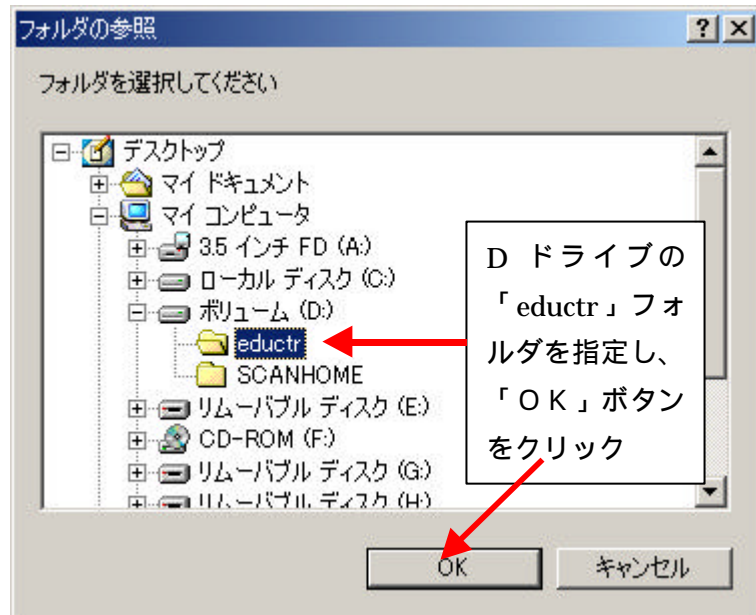 フォルダの参照
フォルダを選択してください
デスクトップ
マイ ドキュメント
マイ コンピュータ
3.5 インチ FD (A:)
ローカル ディスク (C:)
ボリューム (D:)
eductr
SCANHOME
リムーバブル ディスク (E:)
CD-ROM (F:)
リムーバブル ディスク (G:)
リムーバブル ディスク (H:)
D ドライブの
「eductr」フォ
ルダを指定し、
「ＯＫ」ボタン
をクリック
OK
キャンセル